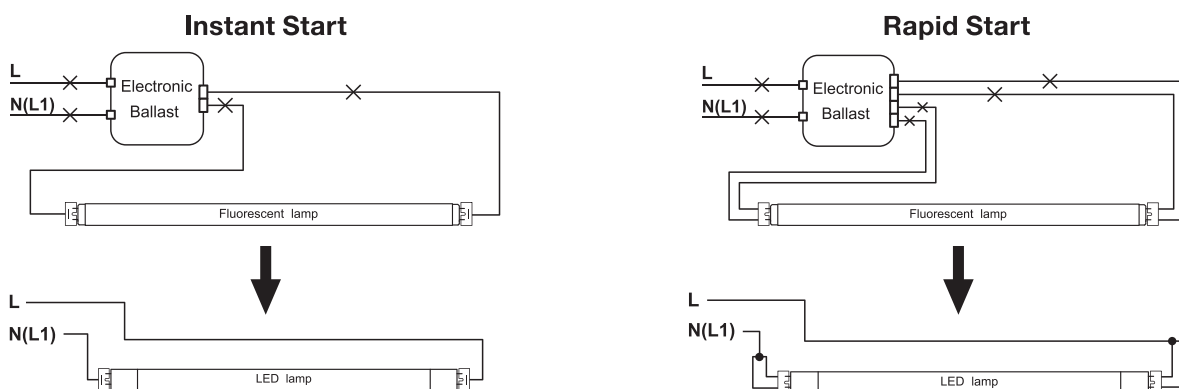 Instant Start
L
N(L1)
Electronic
Ballast
Fluorescent lamp
L
N(L1)
LED lamp
Rapid Start
L
N(L1)
Electronic
Ballast
Fluorescent lamp
L
N(L1)
LED lamp